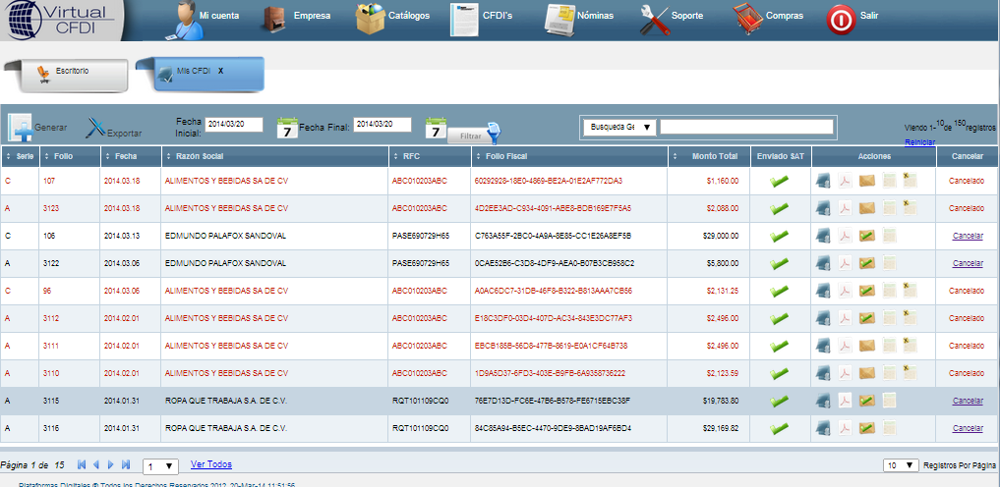 Virtual CFDI
Mi cuenta Empresa Catálogos CFDI's Nóminas Soporte Compras Salir
Escritorio Mis CFDI X
Generar Exportar Fecha Inicial: 2014/03/20 7 Fecha Final: 2014/03/20 7 Filtrar Busqueda Ge Viendo 1-10 de 150 registros
Reiniciar
Serie Folio Fecha Razón Social RFC Folio Fiscal Monto Total Enviado SAT Acciones Cancelar
C 107 2014.03.18 ALIMENTOS Y BEBIDAS SA DE CV ABC010203ABC 60292928-18E0-4869-BE2A-01E2AF772DA3 $1,160.00 Cancelado
A 3123 2014.03.18 ALIMENTOS Y BEBIDAS SA DE CV ABC010203ABC 4D2EE3AD-C934-4091-ABE8-BDB169E7F5A5 $2,088.00 Cancelado
C 106 2014.03.13 EDMUNDO PALAFOX SANDOVAL PASE690729H65 C763A55F-2BC0-4A9A-8E85-CC1E26A8EF5B $29,000.00 Cancelar
A 3122 2014.03.06 EDMUNDO PALAFOX SANDOVAL PASE690729H65 0CAE52B6-C3D8-4DF9-AEA0-B07B3CB958C2 $5,800.00 Cancelar
C 96 2014.03.06 ALIMENTOS Y BEBIDAS SA DE CV ABC010203ABC A0AC6DC7-31DB-46F8-B322-B813AAA7CB56 $2,131.25 Cancelado
A 3112 2014.02.01 ALIMENTOS Y BEBIDAS SA DE CV ABC010203ABC E18C3DF0-03D4-407D-AC34-843E3DC77AF3 $2,496.00 Cancelado
A 3111 2014.02.01 ALIMENTOS Y BEBIDAS SA DE CV ABC010203ABC EBCB185B-56D8-477B-8619-E0A1CF64B738 $2,496.00 Cancelado
A 3110 2014.02.01 ALIMENTOS Y BEBIDAS SA DE CV ABC010203ABC 1D9A5D37-6FD3-403E-B9FB-6A9358736222 $2,123.59 Cancelado
A 3115 2014.01.31 ROPA QUE TRABAJA S.A. DE C.V. RQT101109CQ0 76E7D13D-FC6E-47B6-B578-FE6715EBC38F $19,783.80 Cancelar
A 3116 2014.01.31 ROPA QUE TRABAJA S.A. DE C.V. RQT101109CQ0 84C85A94-B5EC-4470-9DE9-8BAD19AF6BD4 $29,169.82 Cancelar
Página 1 de 15 1 Ver Todos 10 Registros Por Página
Plataformas Digitales ® Todos los Derechos Reservados 2012 20-Mar-14 11:51:56